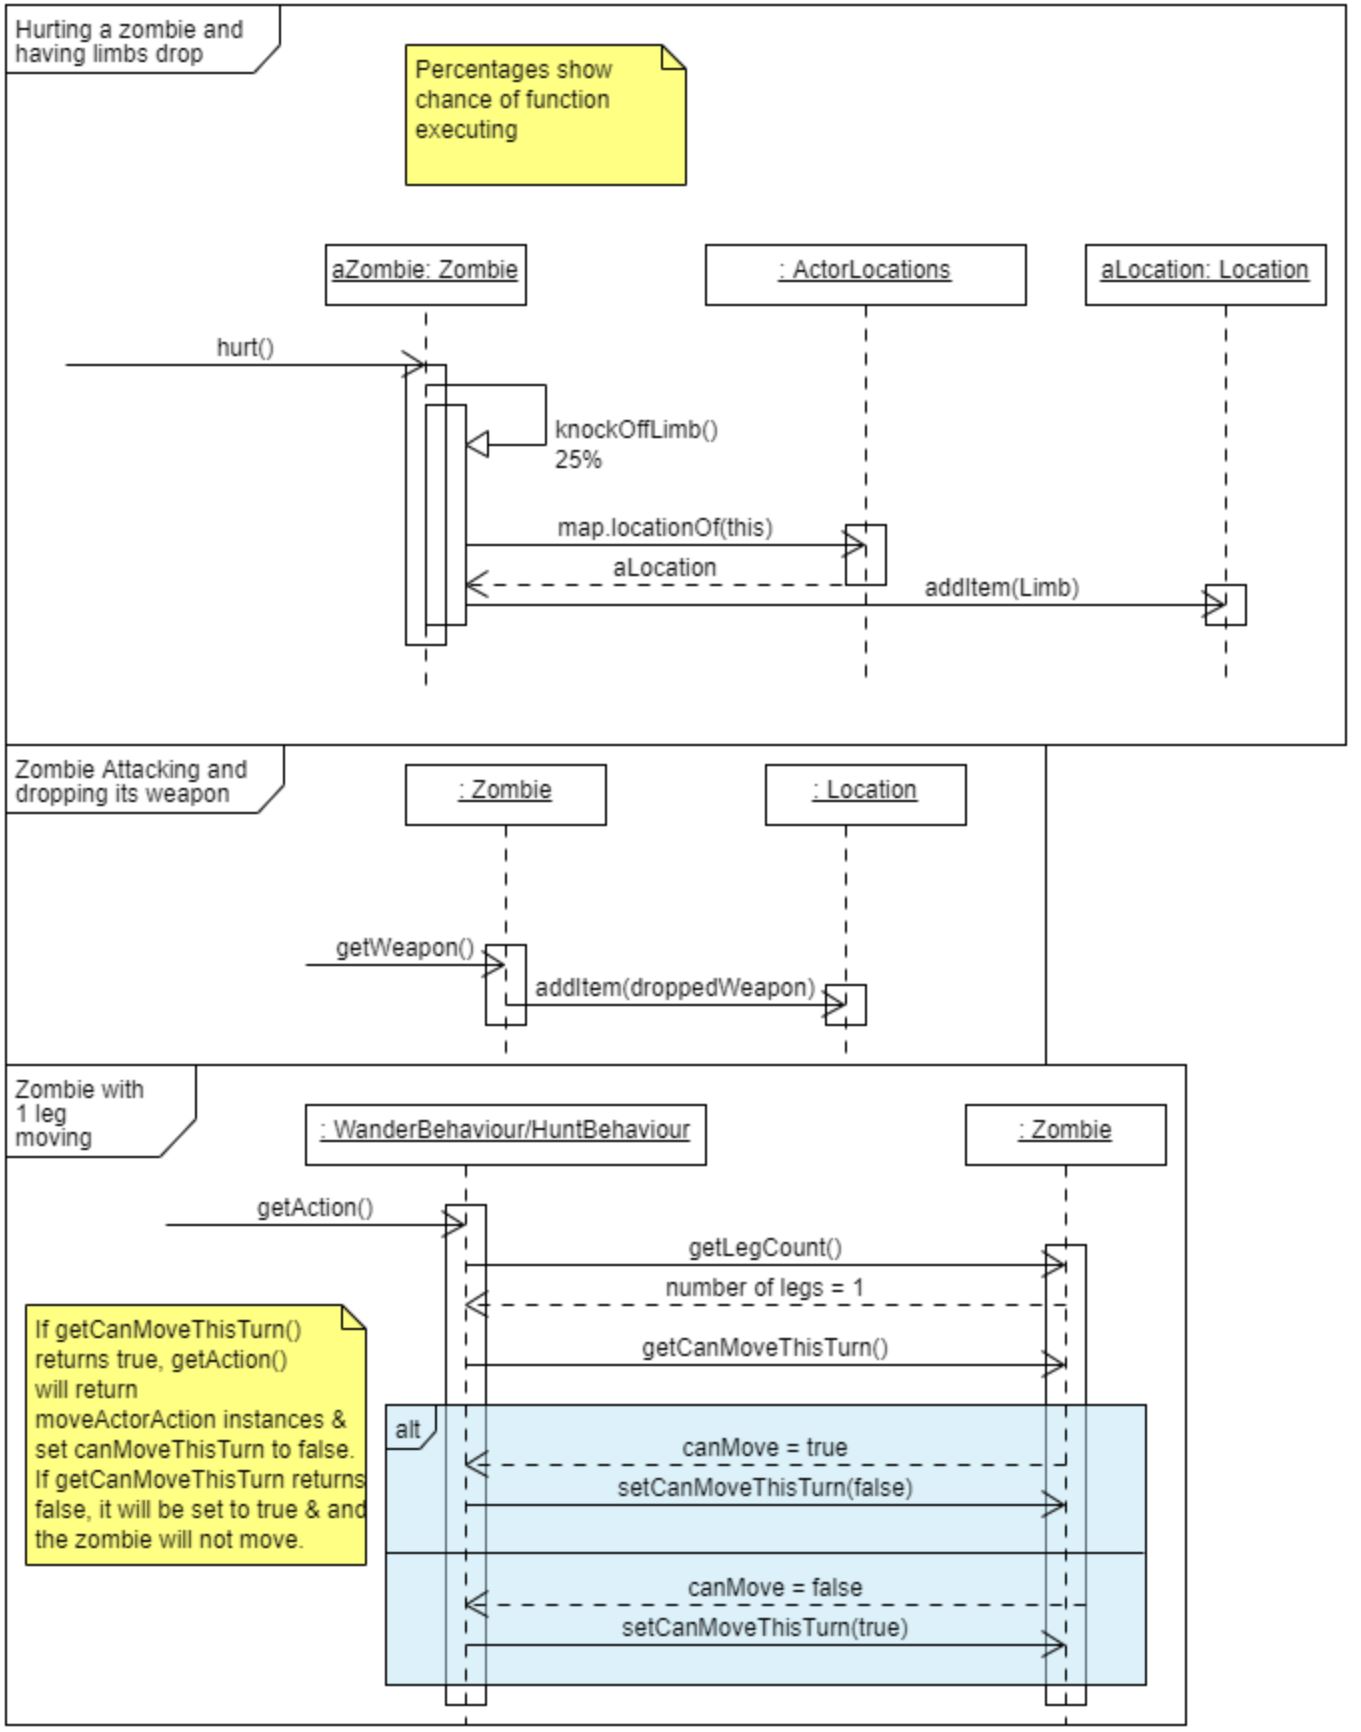 Hurting a zombie and
having limbs drop
Percentages show
chance of function
executing
aZombie: Zombie
: ActorLocations
aLocation: Location
hurt()
knockOffLimb()
25%
map.locationOf(this)
aLocation
addItem(Limb)
Zombie Attacking and
dropping its weapon
: Zombie
: Location
getWeapon()
addItem(droppedWeapon)
Zombie with
1 leg
moving
: WanderBehaviour/HuntBehaviour
: Zombie
getAction()
getLegCount()
number of legs = 1
If getCanMoveThisTurn()
returns true, getAction()
will return
moveActorAction instances &
set canMoveThisTurn to false.
If getCanMoveThisTurn returns
false, it will be set to true & and
the zombie will not move.
getCanMoveThisTurn()
alt
canMove = true
setCanMoveThisTurn(false)
canMove = false
setCanMoveThisTurn(true)